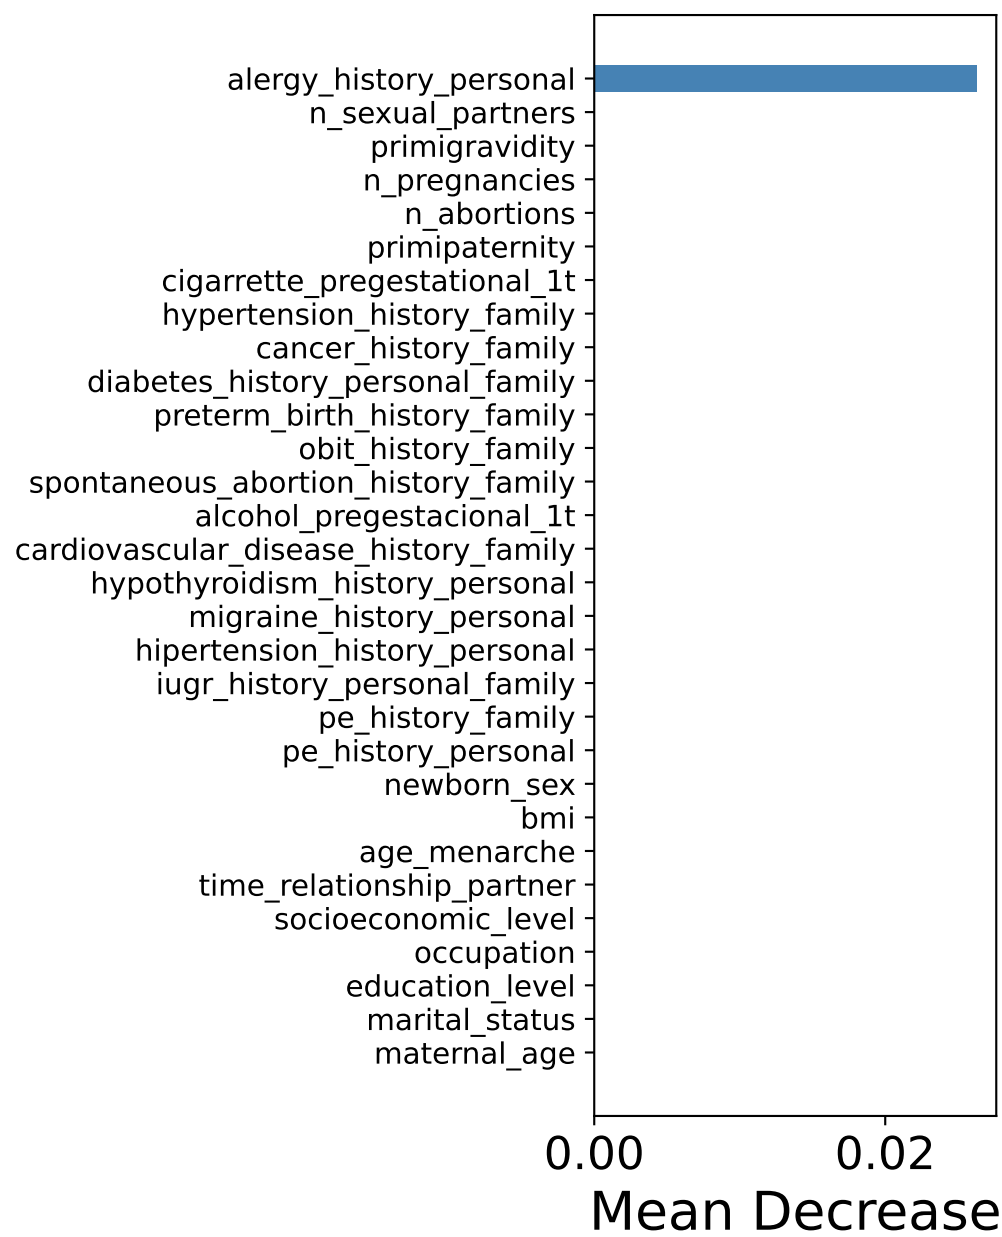 alergy_history_personal
n_sexual_partners
primigravidity
n_pregnancies
n_abortions
primipaternity
cigarrette_pregestational_1t
hypertension_history_family
cancer_history_family
diabetes_history_personal_family
preterm_birth_history_family
obit_history_family
spontaneous_abortion_history_family
alcohol_pregestacional_1t
cardiovascular_disease_history_family
hypothyroidism_history_personal
migraine_history_personal
hipertension_history_personal
iugr_history_personal_family
pe_history_family
pe_history_personal
newborn_sex
bmi
age_menarche
time_relationship_partner
socioeconomic_level
occupation
education_level
marital_status
maternal_age
0.00 0.02
Mean Decrease